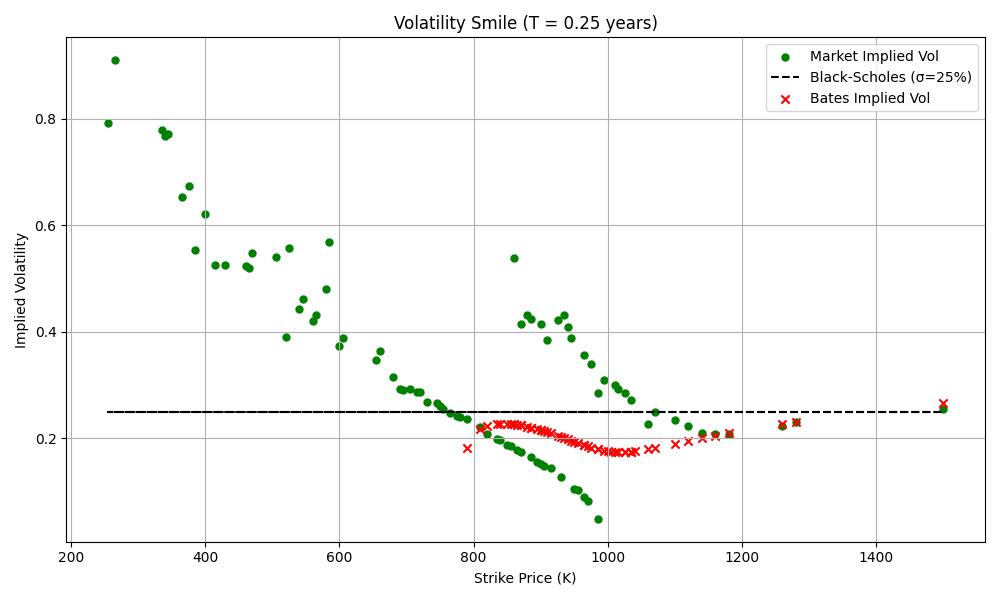 Volatility Smile (T = 0.25 years)
Market Implied Vol
Black-Scholes (σ=25%)
Bates Implied Vol
Implied Volatility
0.8
0.6
0.4
0.2
200 400 600 800 1000 1200 1400
Strike Price (K)